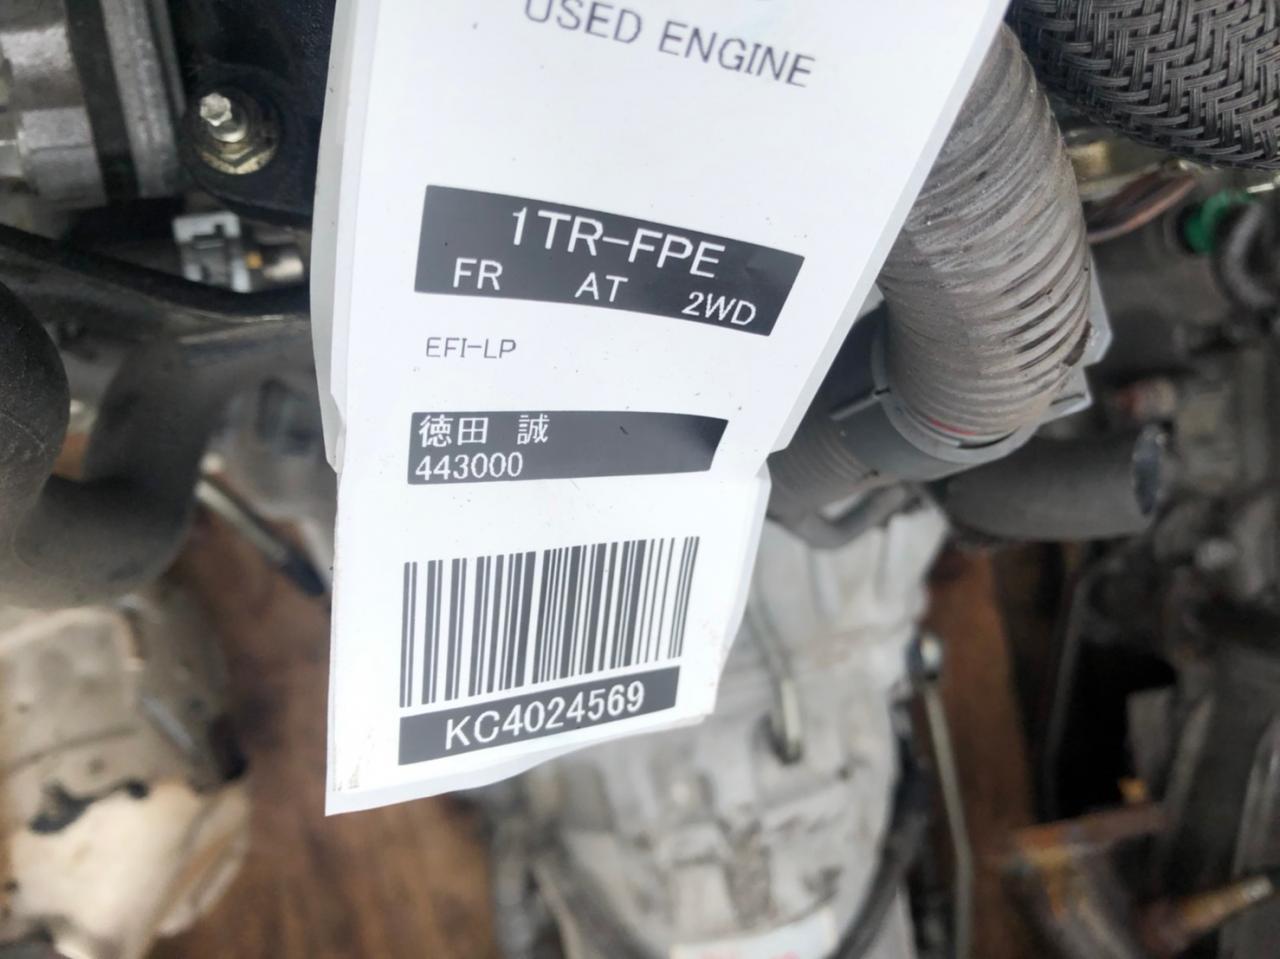 USED ENGINE
1TR-FPE
FR AT 2WD
EFI-LP
徳田 誠
443000
KC4024569